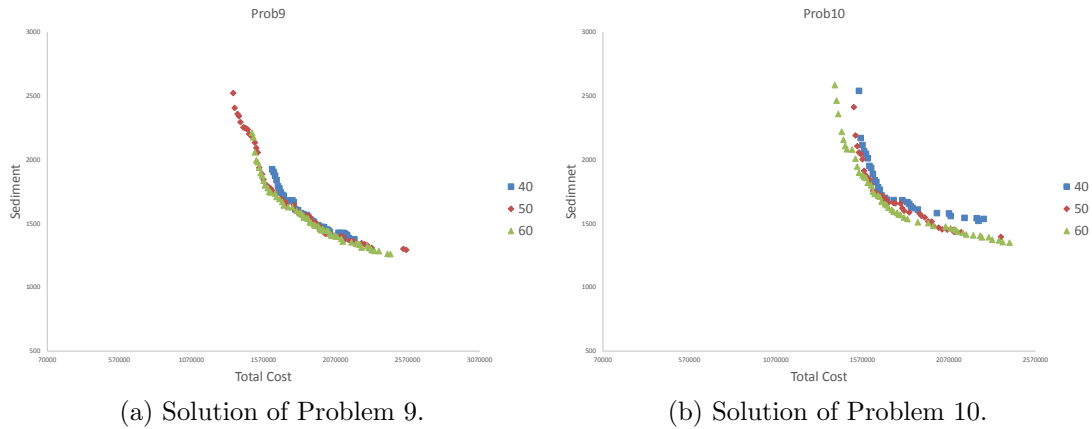 Prob9
3000
2500
2000
1500
1000
500
Sediment
70000 570000 1070000 1570000 2070000 2570000 3070000
Total Cost
40
50
60
(a) Solution of Problem 9.
Prob10
3000
2500
2000
1500
1000
500
Sedimnet
70000 570000 1070000 1570000 2070000 2570000
Total Cost
40
50
60
(b) Solution of Problem 10.